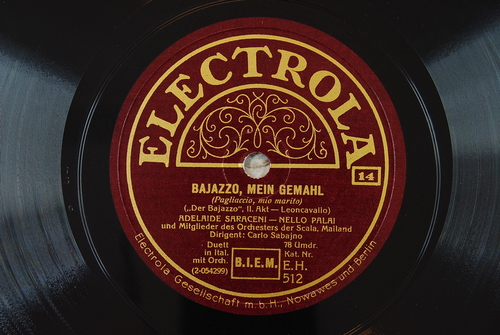 ELECTROLA
14
BAJAZZO, MEIN GEMAHL
(Pagliaccio, mio marito)
(„Der Bajazzo”, II. Akt — Leoncavallo)
ADELAIDE SARACENI — NELLO PALAI
und Mitglieder des Orchesters der Scala, Mailand
Dirigent: Carlo Sabajno
Duett
in Ital.
mit Orch.
(2-054299)
B.I.E.M.
78 Umdr.
Kat. Nr.
E.H.
512
Electrola Gesellschaft m.b.H., Nowawes und Berlin